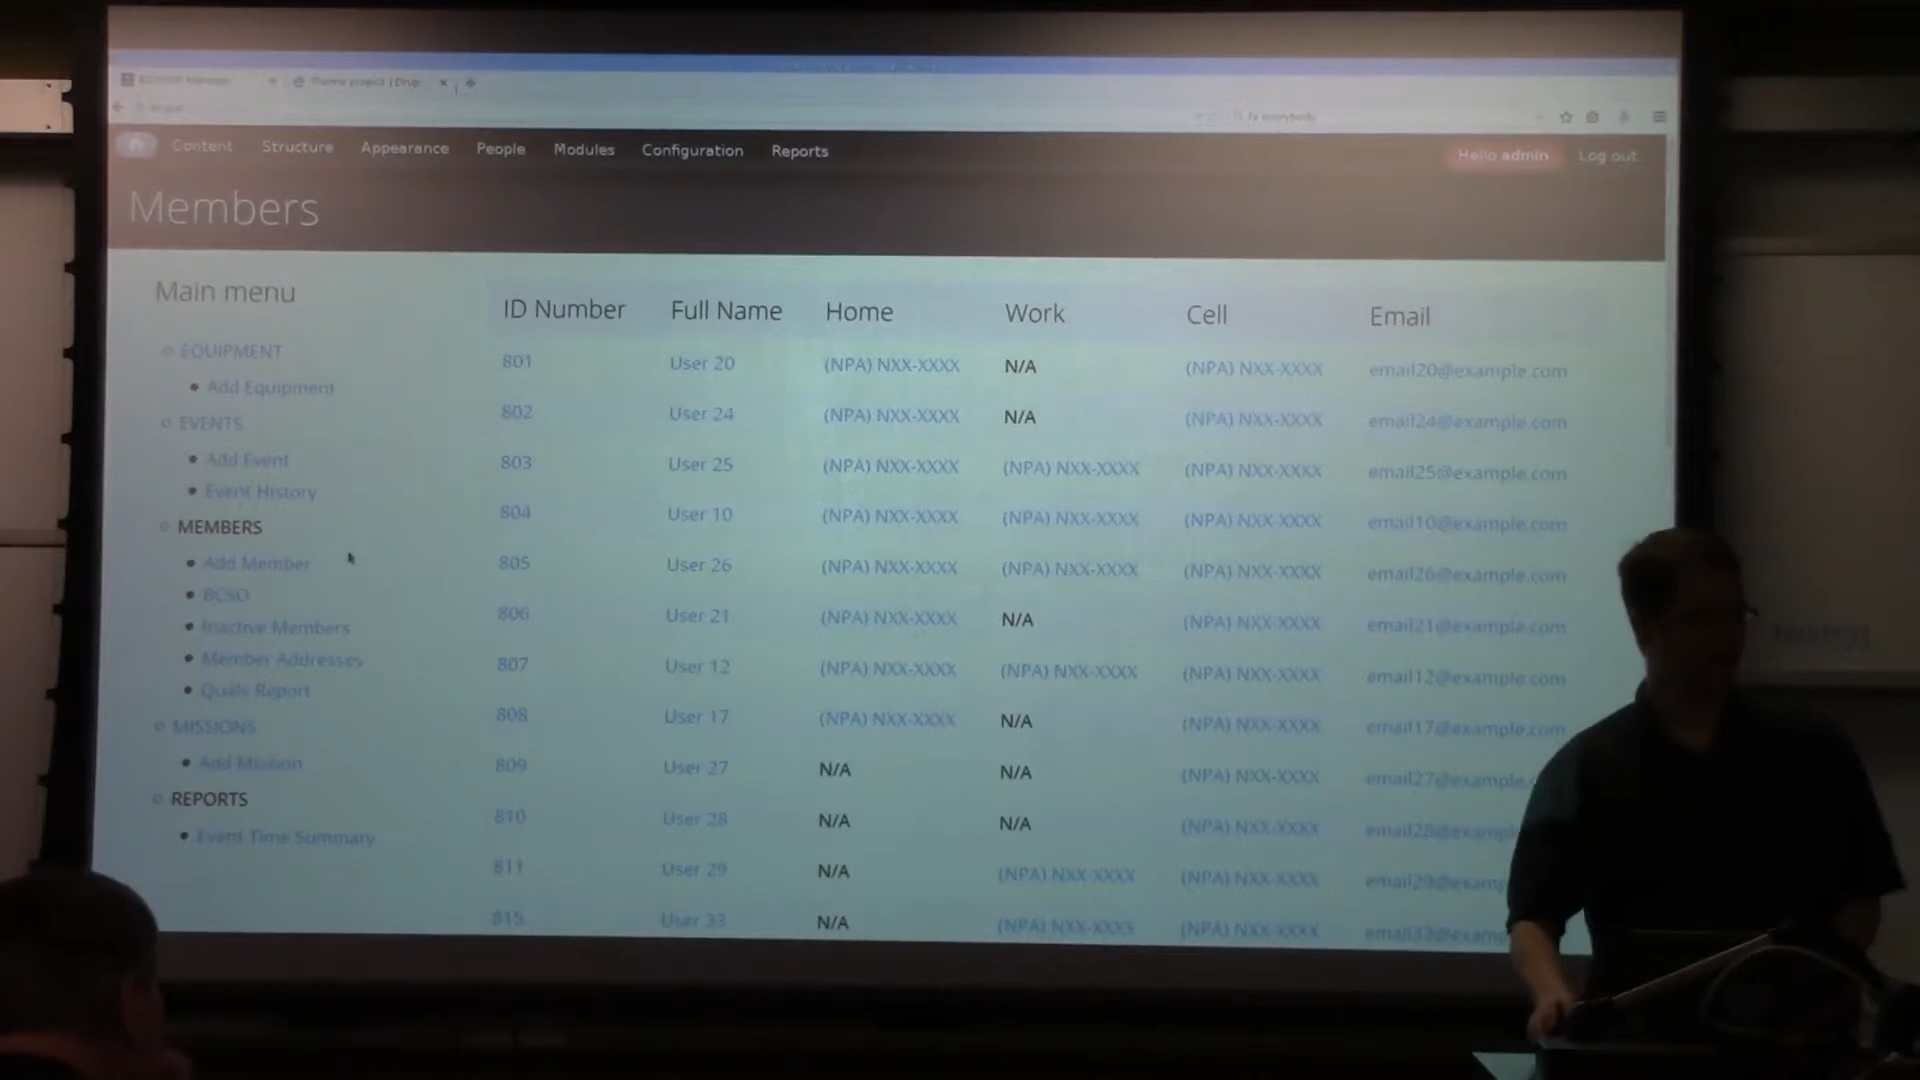 Theme project | Drup
Content Structure Appearance People Modules Configuration Reports Hello admin Log out
Members
Main menu
EQUIPMENT
Add Equipment
EVENTS
Add Event
Event History
MEMBERS
Add Member
BCSO
Inactive Members
Member Addresses
Quals Report
MISSIONS
Add Mission
REPORTS
Event Time Summary
ID Number Full Name Home Work Cell Email
801 User 20 (NPA) NXX-XXXX N/A (NPA) NXX-XXXX email20@example.com
802 User 24 (NPA) NXX-XXXX N/A (NPA) NXX-XXXX email24@example.com
803 User 25 (NPA) NXX-XXXX (NPA) NXX-XXXX (NPA) NXX-XXXX email25@example.com
804 User 10 (NPA) NXX-XXXX (NPA) NXX-XXXX (NPA) NXX-XXXX email10@example.com
805 User 26 (NPA) NXX-XXXX (NPA) NXX-XXXX (NPA) NXX-XXXX email26@example.com
806 User 21 (NPA) NXX-XXXX N/A (NPA) NXX-XXXX email21@example.com
807 User 12 (NPA) NXX-XXXX (NPA) NXX-XXXX (NPA) NXX-XXXX email12@example.com
808 User 17 (NPA) NXX-XXXX N/A (NPA) NXX-XXXX email17@example.com
809 User 27 N/A N/A (NPA) NXX-XXXX email27@example.c
810 User 28 N/A N/A (NPA) NXX-XXXX email28@exampl
811 User 29 N/A (NPA) NXX-XXXX (NPA) NXX-XXXX email29@examp
815 User 33 N/A (NPA) NXX-XXXX (NPA) NXX-XXXX